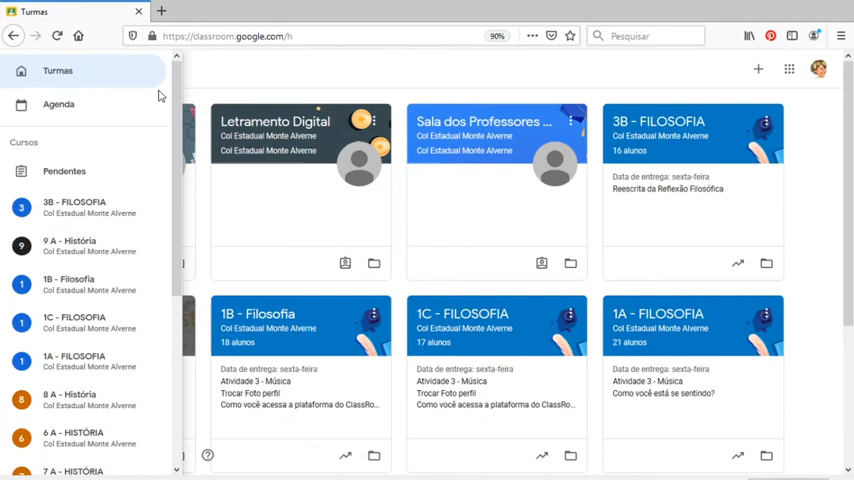 Turmas
https://classroom.google.com/h
90%
Pesquisar
Turmas
Agenda
Cursos
Pendentes
3
3B - FILOSOFIA
Col Estadual Monte Alverne
9
9 A - História
Col Estadual Monte Alverne
1
1B - Filosofia
Col Estadual Monte Alverne
1
1C - FILOSOFIA
Col Estadual Monte Alverne
1
1A - FILOSOFIA
Col Estadual Monte Alverne
8
8 A - História
Col Estadual Monte Alverne
6
6 A - HISTÓRIA
Col Estadual Monte Alverne
7
7 A - HISTÓRIA
Letramento Digital
Col Estadual Monte Alverne
Col Estadual Monte Alverne
Sala dos Professores ...
Col Estadual Monte Alverne
Col Estadual Monte Alverne
3B - FILOSOFIA
Col Estadual Monte Alverne
16 alunos
Data de entrega: sexta-feira
Reescrita da Reflexão Filosófica
1B - Filosofia
Col Estadual Monte Alverne
18 alunos
Data de entrega: sexta-feira
Atividade 3 - Música
Trocar Foto perfil
Como você acessa a plataforma do ClassRo...
1C - FILOSOFIA
Col Estadual Monte Alverne
17 alunos
Data de entrega: sexta-feira
Atividade 3 - Música
Trocar Foto perfil
Como você acessa a plataforma do ClassRo...
1A - FILOSOFIA
Col Estadual Monte Alverne
21 alunos
Data de entrega: sexta-feira
Atividade 3 - Música
Como você está se sentindo?